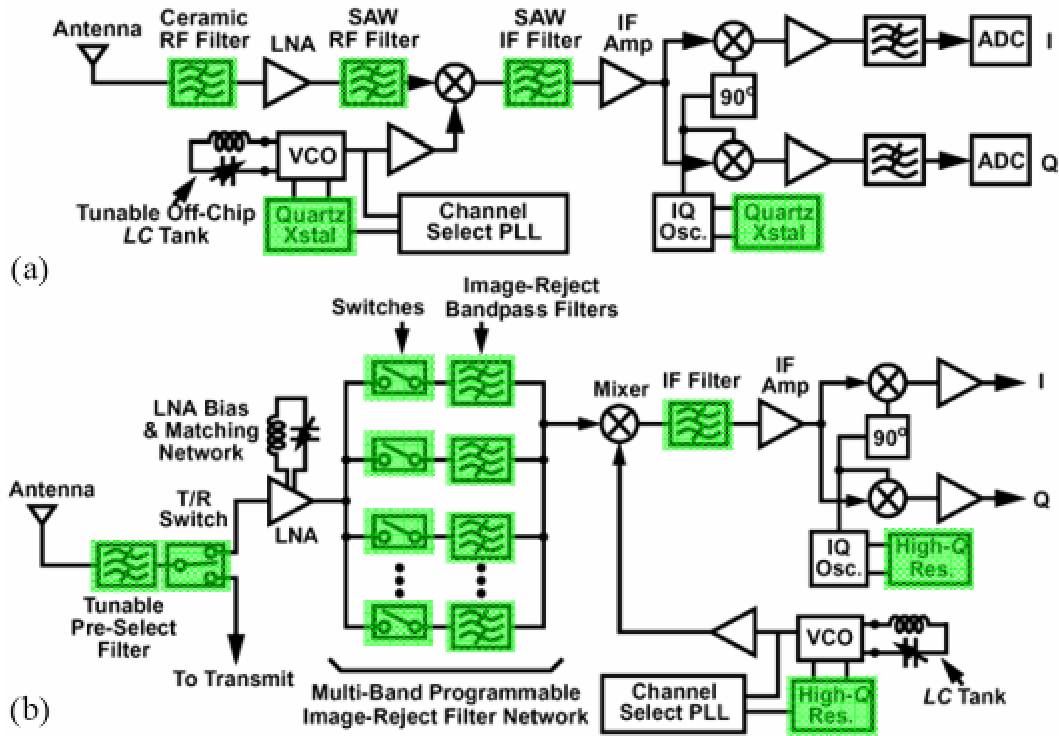 Antenna
Ceramic
RF Filter
LNA
SAW
RF Filter
SAW
IF Filter
IF
Amp
ADC
I
90°
VCO
Tunable Off-Chip
LC Tank
Quartz
Xstal
Channel
Select PLL
IQ
Osc.
Quartz
Xstal
ADC
Q
(a)
Switches
Image-Reject
Bandpass Filters
LNA Bias
& Matching
Network
Antenna
T/R
Switch
LNA
Mixer
IF Filter
IF
Amp
I
90°
Q
IQ
Osc.
High-Q
Res.
Tunable
Pre-Select
Filter
To Transmit
Multi-Band Programmable
Image-Reject Filter Network
VCO
Channel
Select PLL
High-Q
Res.
LC Tank
(b)